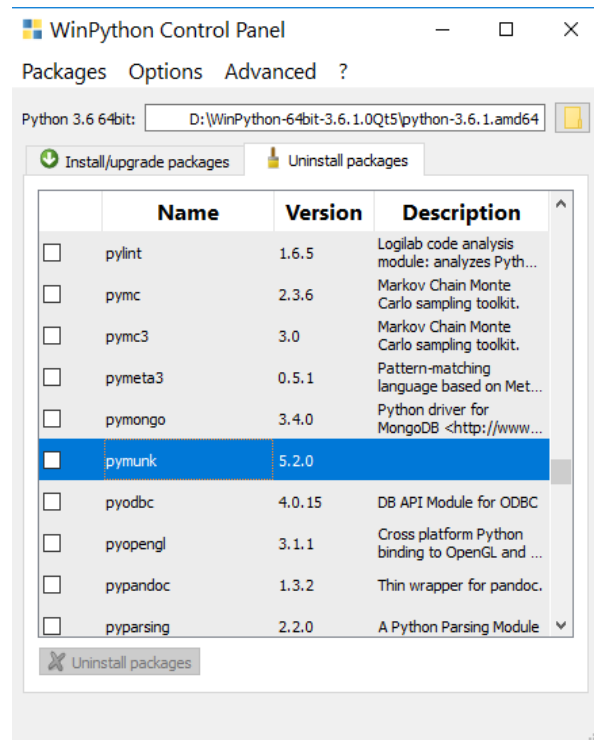 WinPython Control Panel
Packages Options Advanced ?
Python 3.6 64bit: D:\WinPython-64bit-3.6.1.0Qt5\python-3.6.1.amd64
Install/upgrade packages Uninstall packages
Name Version Description
pylint 1.6.5 Logilab code analysis
module: analyzes Pyth...
pymc 2.3.6 Markov Chain Monte
Carlo sampling toolkit.
pymc3 3.0 Markov Chain Monte
Carlo sampling toolkit.
pymeta3 0.5.1 Pattern-matching
language based on Met...
pymongo 3.4.0 Python driver for
MongoDB <http://www...
pymunk 5.2.0
pyodbc 4.0.15 DB API Module for ODBC
pyopengl 3.1.1 Cross platform Python
binding to OpenGL and ...
pypandoc 1.3.2 Thin wrapper for pandoc.
pyparsing 2.2.0 A Python Parsing Module
Uninstall packages